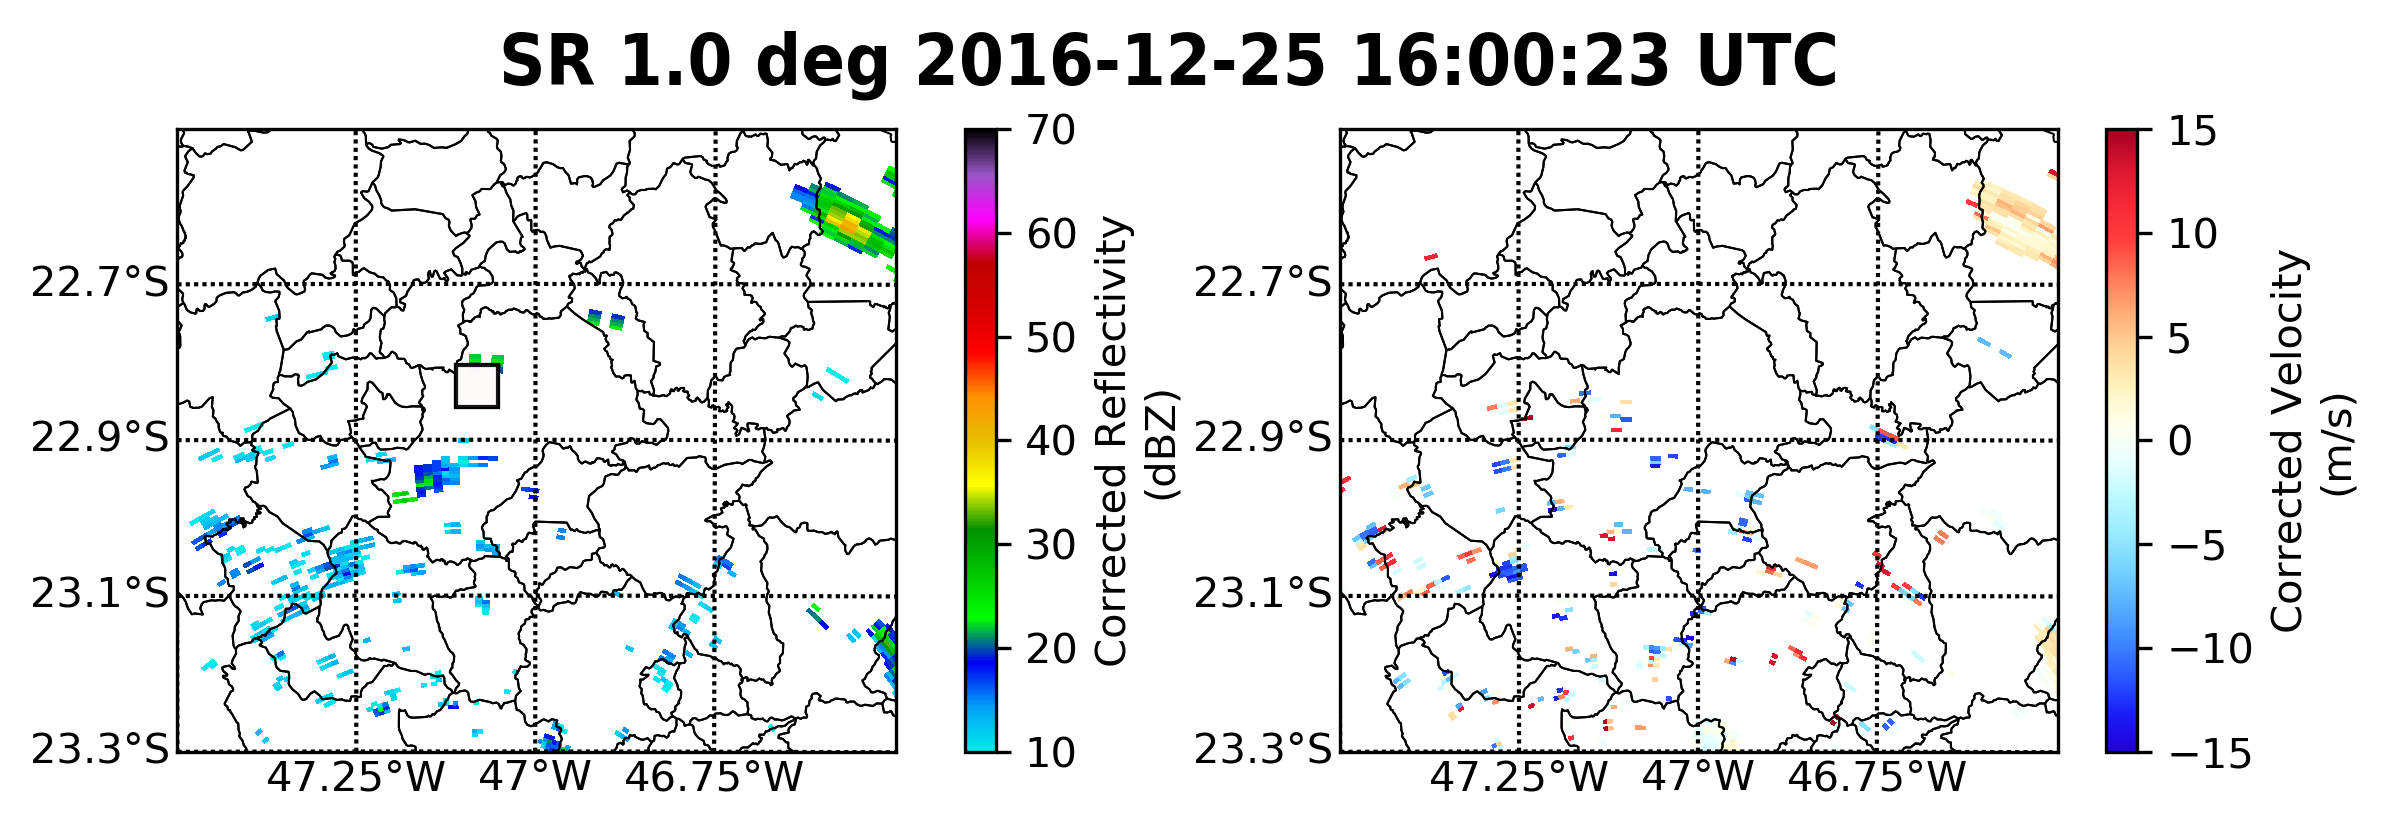 SR 1.0 deg 2016-12-25 16:00:23 UTC
22.7°S
22.9°S
23.1°S
23.3°S
47.25°W
47°W
46.75°W
70
60
50
40
30
20
10
Corrected Reflectivity
(dBZ)
22.7°S
22.9°S
23.1°S
23.3°S
47.25°W
47°W
46.75°W
15
10
5
0
−5
−10
−15
Corrected Velocity
(m/s)